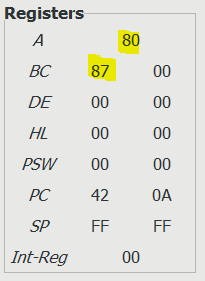 Registers
A 80
BC 87 00
DE 00 00
HL 00 00
PSW 00 00
PC 42 0A
SP FF FF
Int-Reg 00